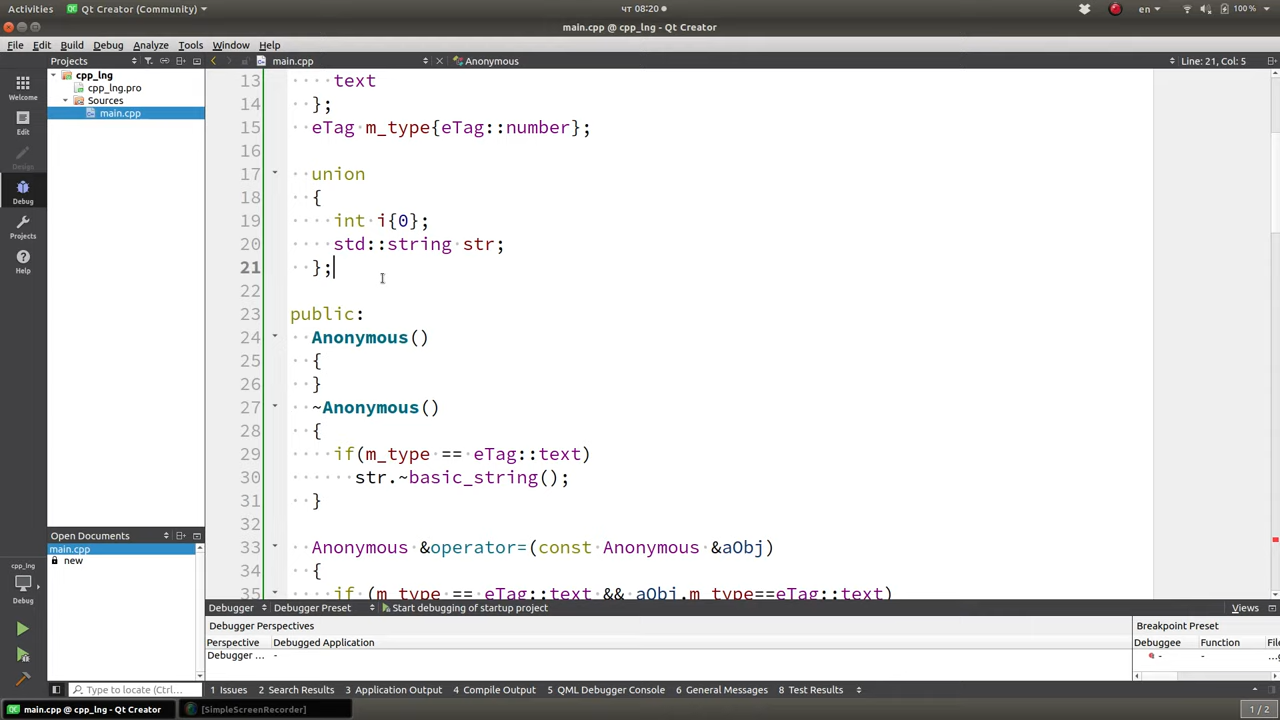 Activities
Qt Creator (Community)
чт 08:20
en
100 %
main.cpp @ cpp_lng - Qt Creator
File Edit Build Debug Analyze Tools Window Help
Projects
main.cpp
Anonymous
Line: 21, Col: 5
cpp_lng
cpp_lng.pro
Sources
main.cpp
Welcome
Edit
Design
Debug
Projects
Help
13 text
14 };
15 eTag m_type{eTag::number};
16
17 union
18 {
19 int i{0};
20 std::string str;
21 };
22
23 public:
24 Anonymous()
25 {
26 }
27 ~Anonymous()
28 {
29 if(m_type == eTag::text)
30 str.~basic_string();
31 }
32
33 Anonymous &operator=(const Anonymous &aObj)
34 {
35 if (m_type == eTag::text && aObj.m_type==eTag::text)
Open Documents
main.cpp
new
cpp_lng
Debug
Debugger
Debugger Preset
Start debugging of startup project
Views
Debugger Perspectives
Breakpoint Preset
Perspective
Debugged Application
Debuggee
Function
Debugger ...
-
-
-
Type to locate (Ctrl...
1 Issues
2 Search Results
3 Application Output
4 Compile Output
5 QML Debugger Console
6 General Messages
8 Test Results
main.cpp @ cpp_lng - Qt Creator
[SimpleScreenRecorder]
1 / 2